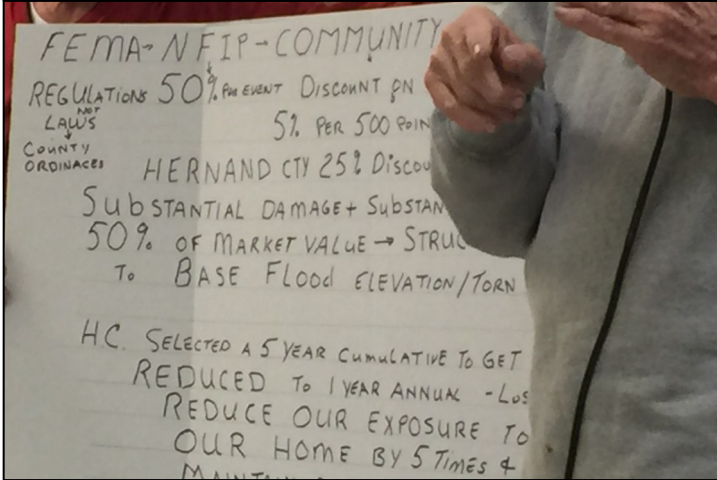 FEMA→NFIP→COMMUNITY
REGULATIONS 50% PER EVENT DISCOUNT ON
NOT
LAWS 5% PER 500 POIN
↓
COUNTY
ORDINACES HERNAND CTY 25% DISCOU
SUbSTANTIAL DAMAGE + SUBSTAN
50% OF MARKET VALUE → STRUC
To BASE FLOOd ELEVATION/TORN
H.C. SELECTED A 5 YEAR CUMULATIVE TO GET
REDUCED To 1 YEAR ANNUAL - LOS
REDUCE OUR EXPOSURE TO
OUR HOME BY 5 TIMES &